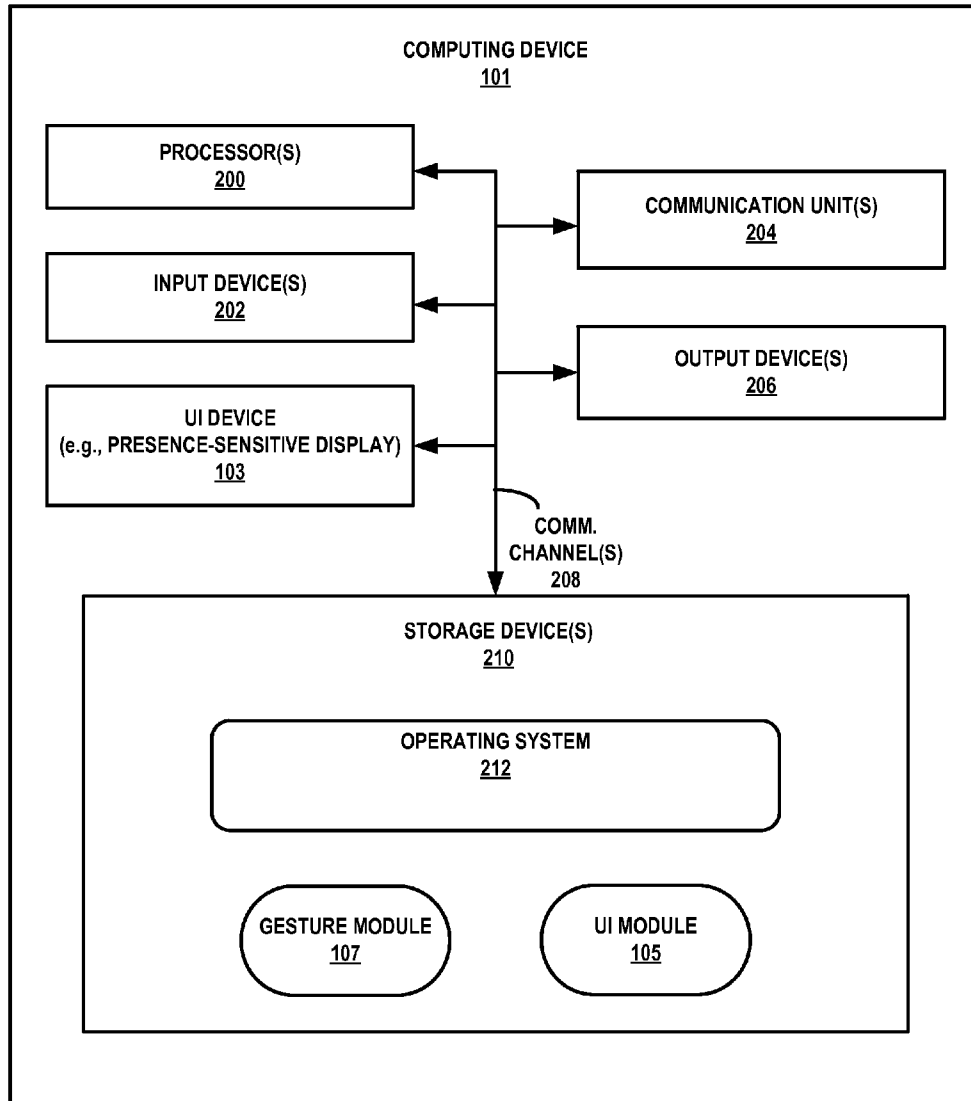 COMPUTING DEVICE
101
PROCESSOR(S)
200
COMMUNICATION UNIT(S)
204
INPUT DEVICE(S)
202
OUTPUT DEVICE(S)
206
UI DEVICE
(e.g., PRESENCE-SENSITIVE DISPLAY)
103
COMM.
CHANNEL(S)
208
STORAGE DEVICE(S)
210
OPERATING SYSTEM
212
GESTURE MODULE
107
UI MODULE
105